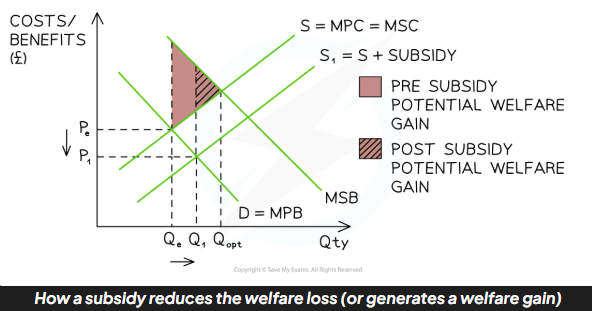 COSTS/
BENEFITS
(£)
S = MPC = MSC
S₁ = S + SUBSIDY
PRE SUBSIDY
POTENTIAL WELFARE
GAIN
POST SUBSIDY
POTENTIAL WELFARE
GAIN
Pₑ
P₁
MSB
D = MPB
Qₑ Q₁ Qopt Qty
Copyright © Save My Exams. All Rights Reserved
How a subsidy reduces the welfare loss (or generates a welfare gain)